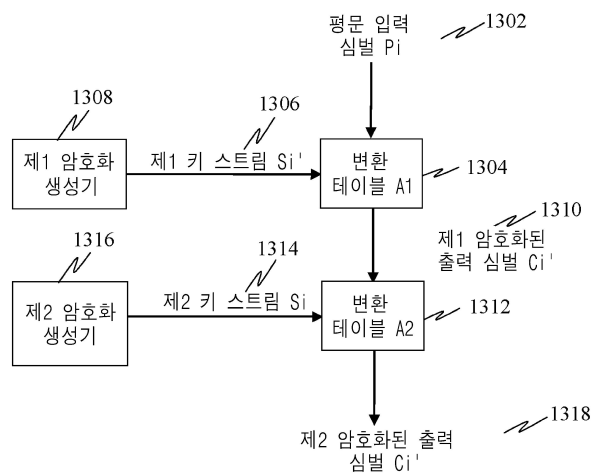 평문 입력
심벌 Pi
1302
1308
제1 암호화
생성기
1306
제1 키 스트림 Si'
변환
테이블 A1
1304
1310
제1 암호화된
출력 심벌 Ci'
1316
제2 암호화
생성기
1314
제2 키 스트림 Si
변환
테이블 A2
1312
제2 암호화된 출력
심벌 Ci'
1318